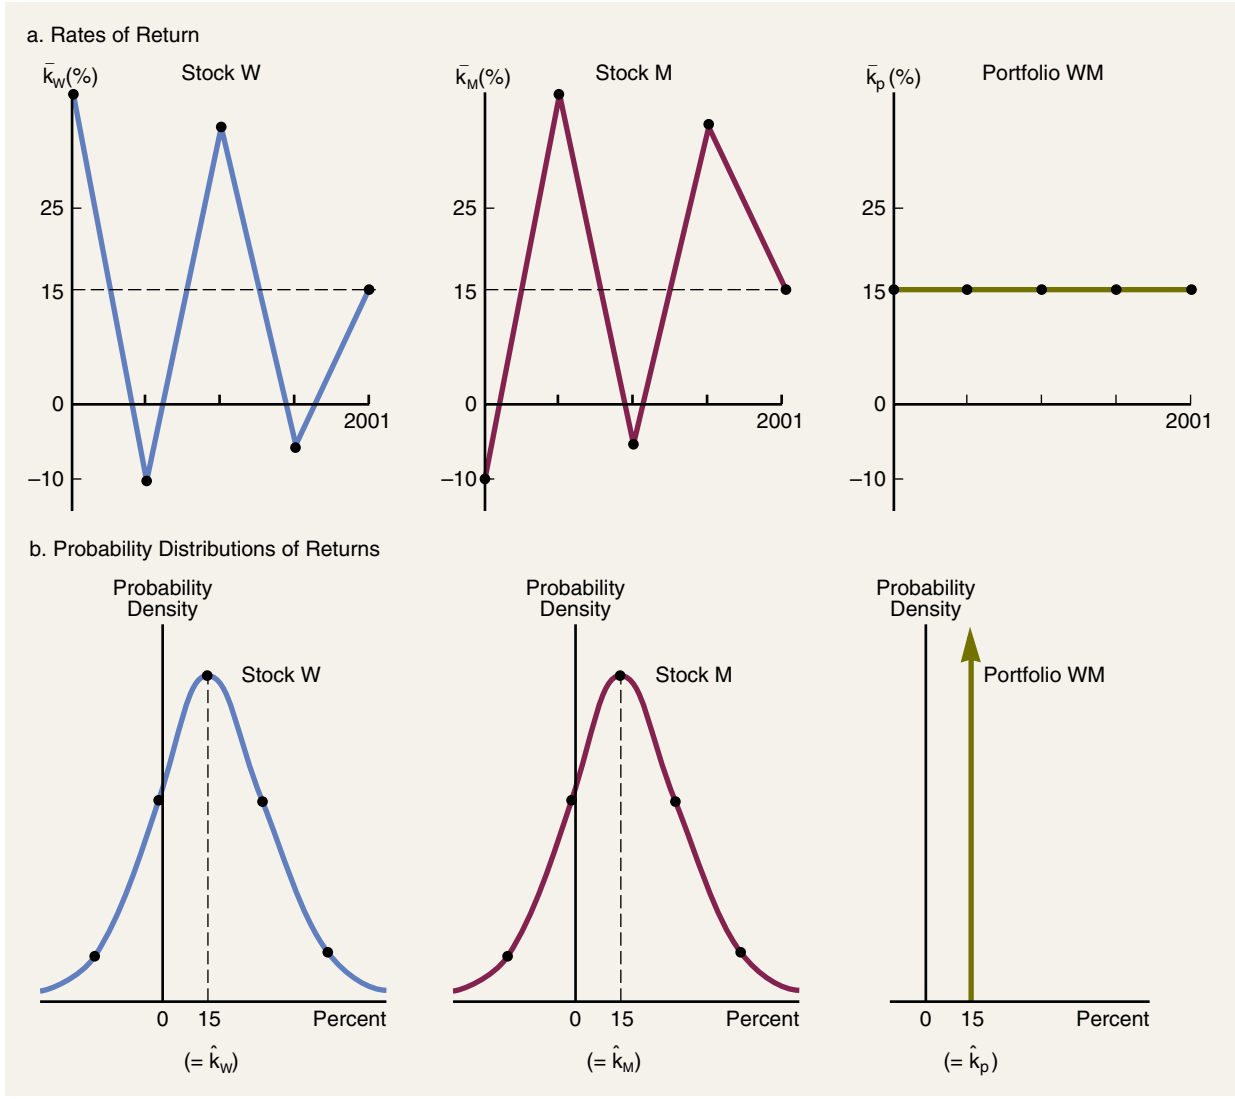 a. Rates of Return
k̄W(%)
Stock W
25
15
0
2001
–10
k̄M(%)
Stock M
25
15
0
2001
–10
k̄p (%)
Portfolio WM
25
15
0
2001
–10
b. Probability Distributions of Returns
Probability
Density
Stock W
0 15 Percent
(= k̂W)
Probability
Density
Stock M
0 15 Percent
(= k̂M)
Probability
Density
Portfolio WM
0 15 Percent
(= k̂p)